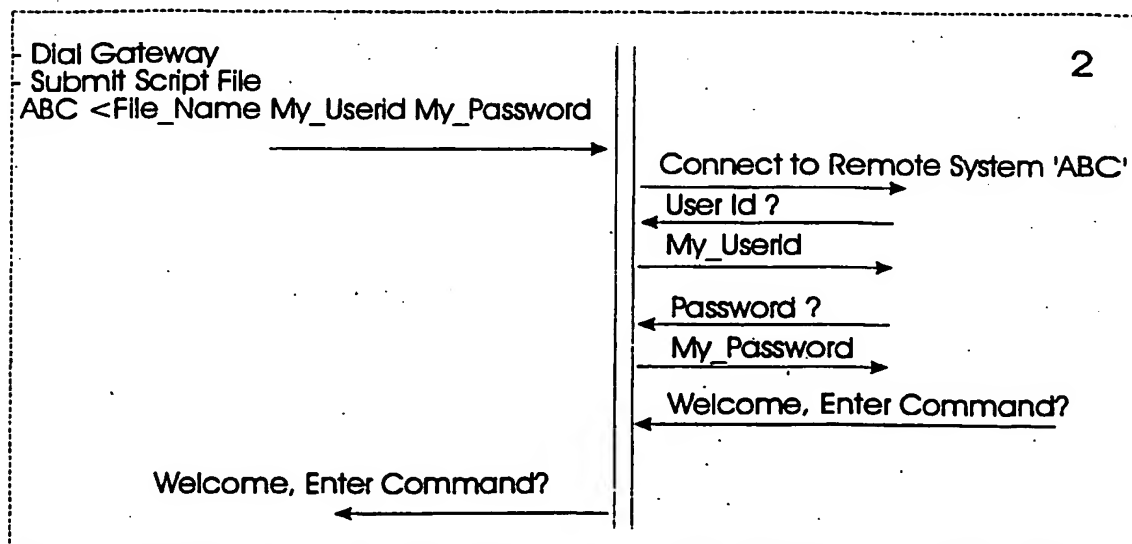 - Dial Gateway
2
- Submit Script File
ABC <File_Name My_Userid My_Password
Connect to Remote System 'ABC'
User Id ?
My_Userid
Password ?
My_Password
Welcome, Enter Command?
Welcome, Enter Command?